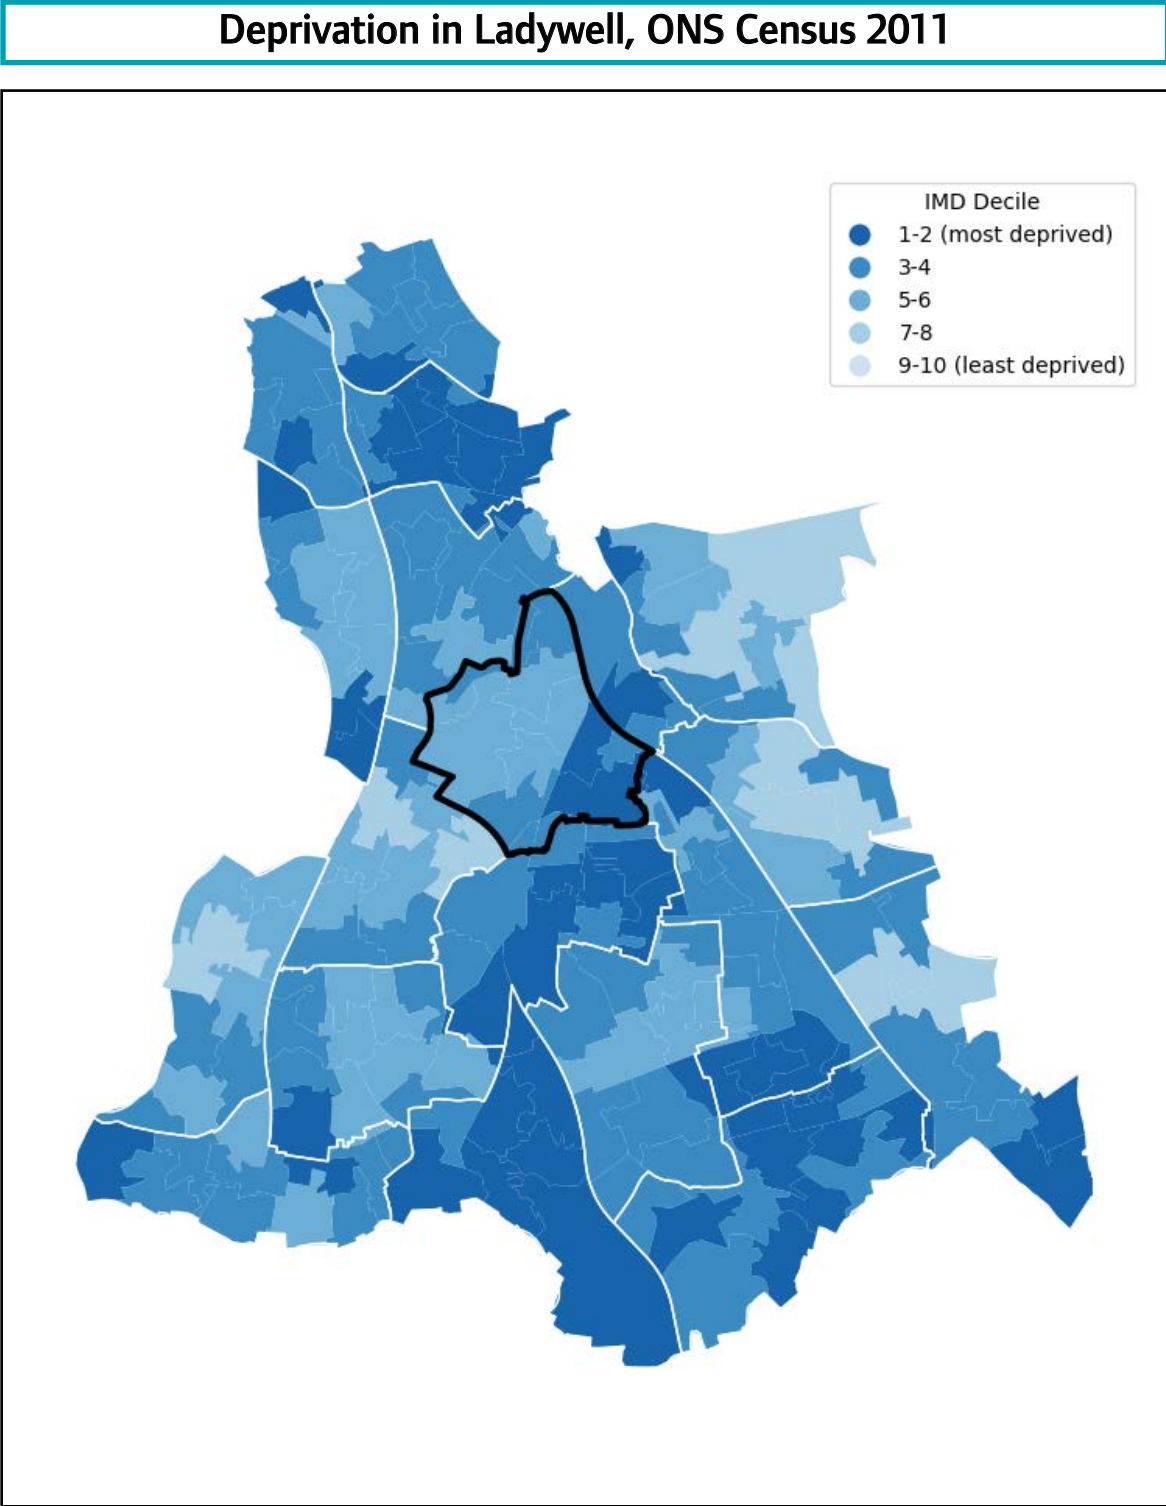 Deprivation in Ladywell, ONS Census 2011
IMD Decile
1-2 (most deprived)
3-4
5-6
7-8
9-10 (least deprived)